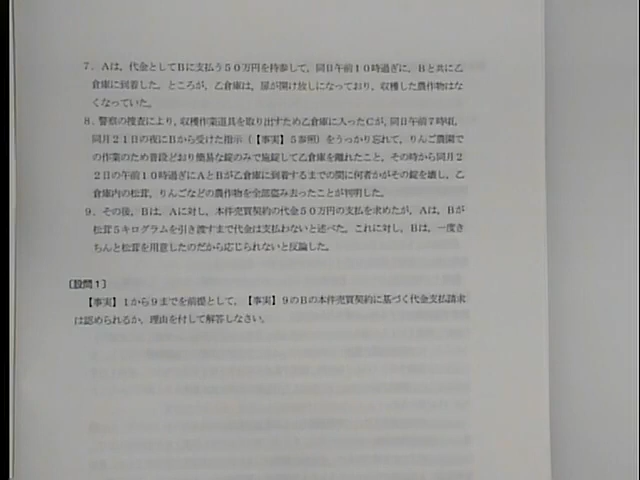 7．Aは，代金としてBに支払う５０万円を持参して，同日午前１０時過ぎに，Bと共に乙
倉庫に到着した。ところが，乙倉庫は，扉が開け放しになっており，収穫した農作物はな
くなっていた。
8．警察の捜査により，収穫作業道具を取り出すため乙倉庫に入ったCが，同日午前７時頃，
同月２１日の夜にBから受けた指示（【事実】５参照）をうっかり忘れて，りんご農園で
の作業のため普段どおり簡易な錠のみで施錠して乙倉庫を離れたこと，その時から同月２
２日の午前１０時過ぎにAとBが乙倉庫に到着するまでの間に何者かがその錠を壊し，乙
倉庫内の松茸，りんごなどの農作物を全部盗み去ったことが判明した。
9．その後，Bは，Aに対し，本件売買契約の代金５０万円の支払を求めたが，Aは，Bが
松茸５キログラムを引き渡すまで代金は支払わないと述べた。これに対し，Bは，一度き
ちんと松茸を用意したのだから応じられないと反論した。
〔設問１〕
【事実】１から９までを前提として，【事実】９のBの本件売買契約に基づく代金支払請求
は認められるか，理由を付して解答しなさい。